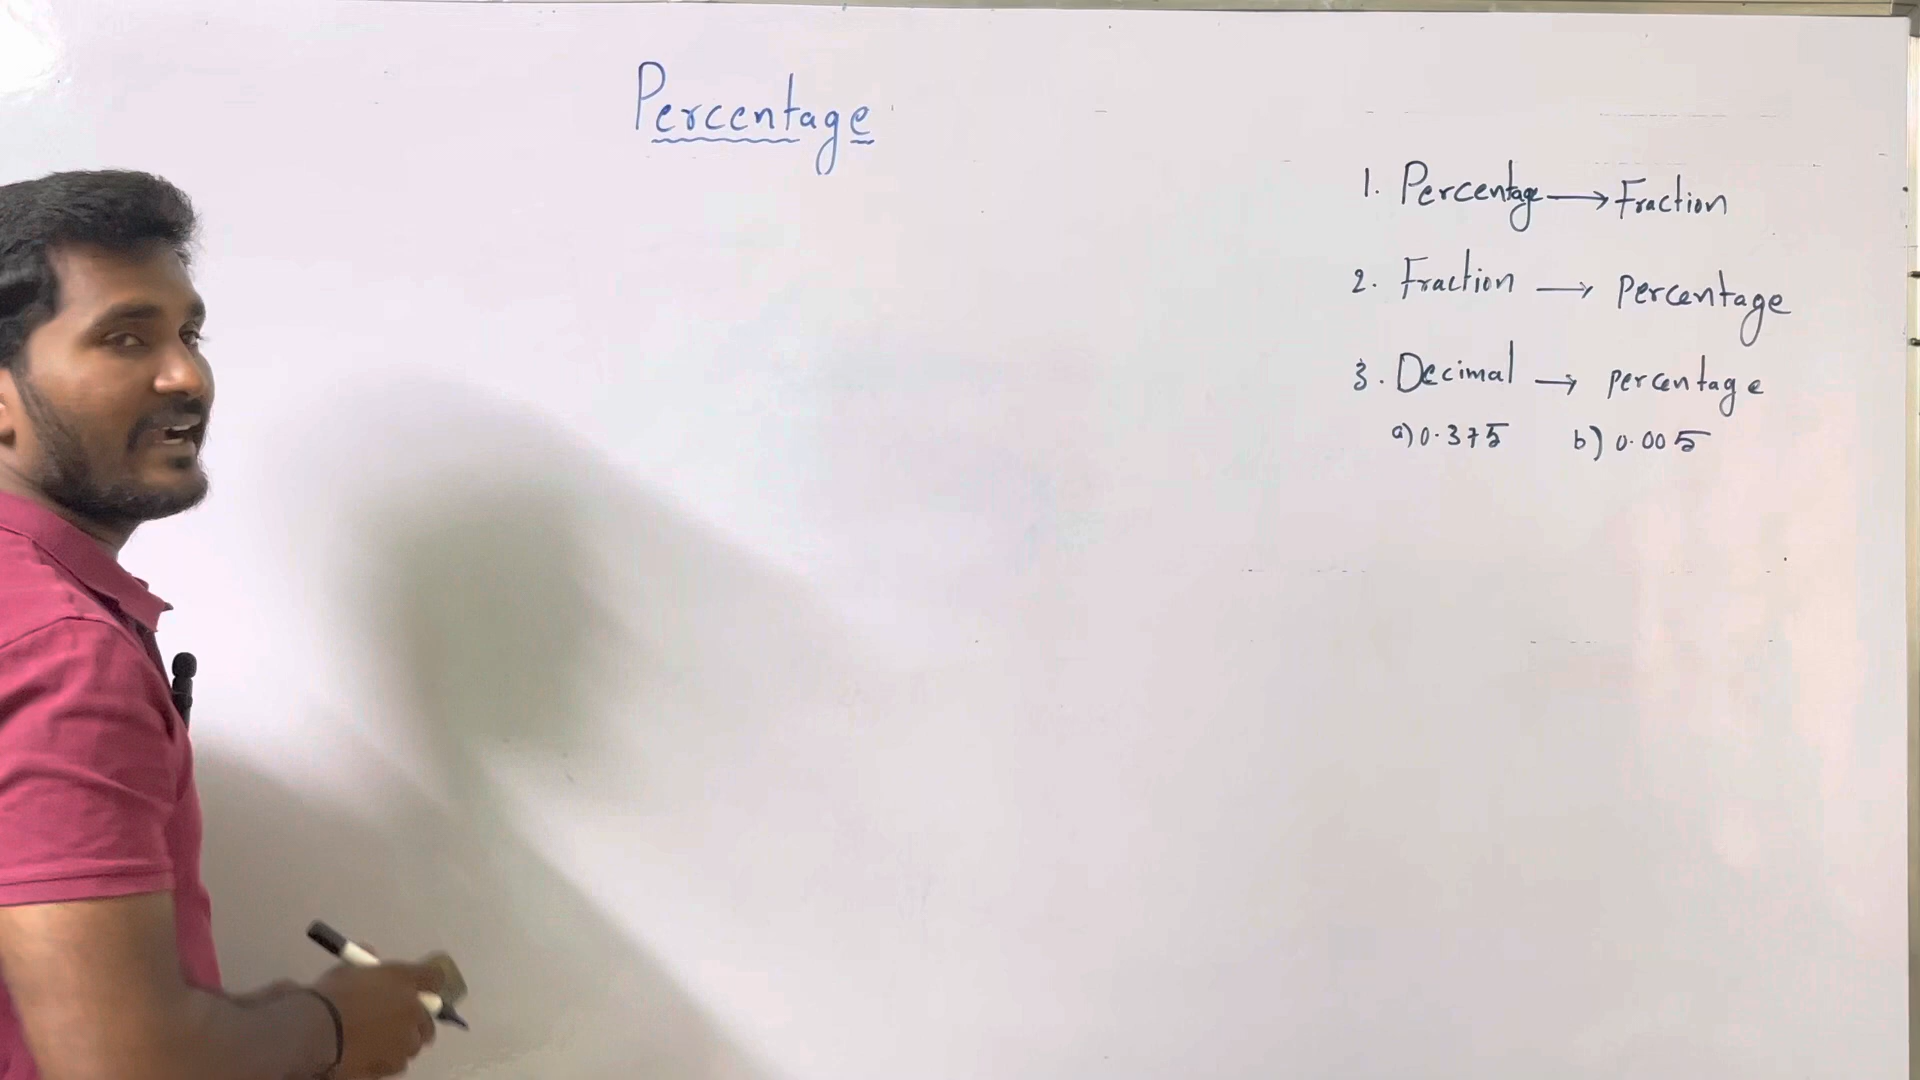 Percentage
1. Percentage → Fraction
2. Fraction → percentage
3. Decimal → percentage
a) 0.375 b) 0.005